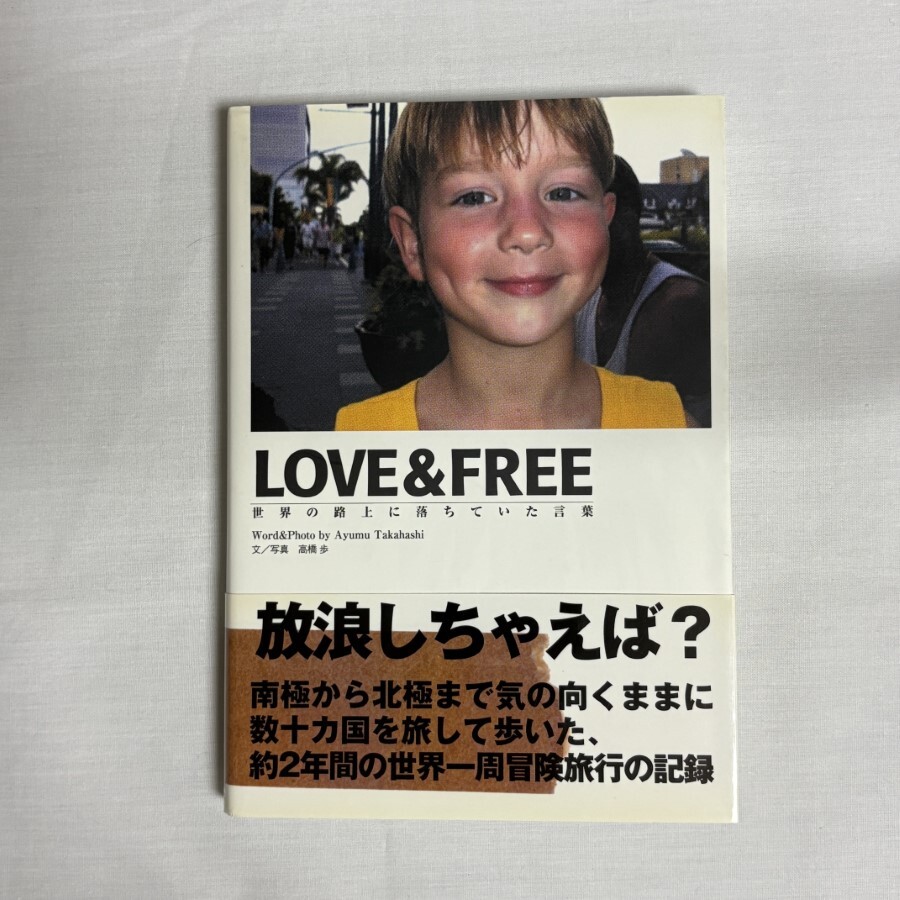 LOVE&FREE
世界の路上に落ちていた言葉
Word&Photo by Ayumu Takahashi
文／写真　高橋 歩
放浪しちゃえば？
南極から北極まで気の向くままに
数十カ国を旅して歩いた、
約2年間の世界一周冒険旅行の記録